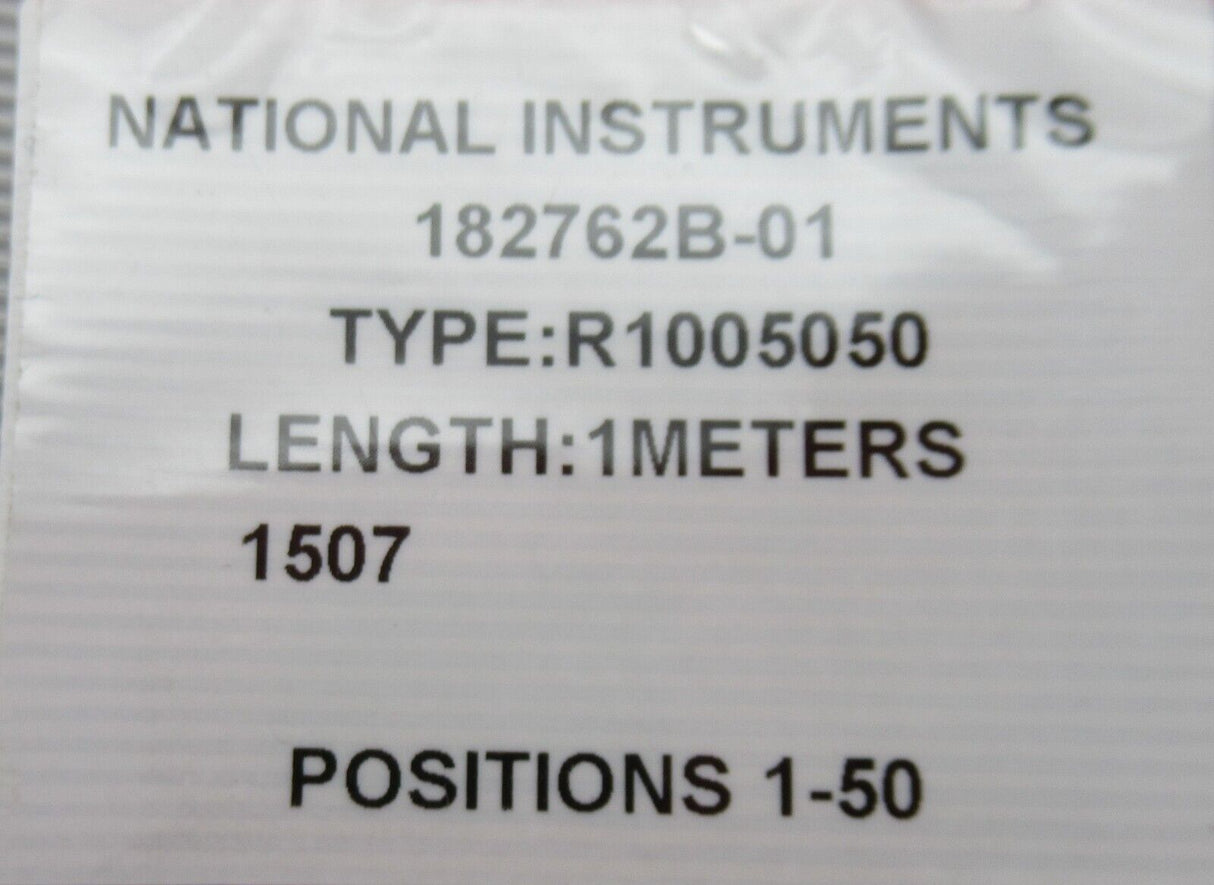 NATIONAL INSTRUMENTS
182762B-01
TYPE:R1005050
LENGTH:1METERS
1507
POSITIONS 1-50